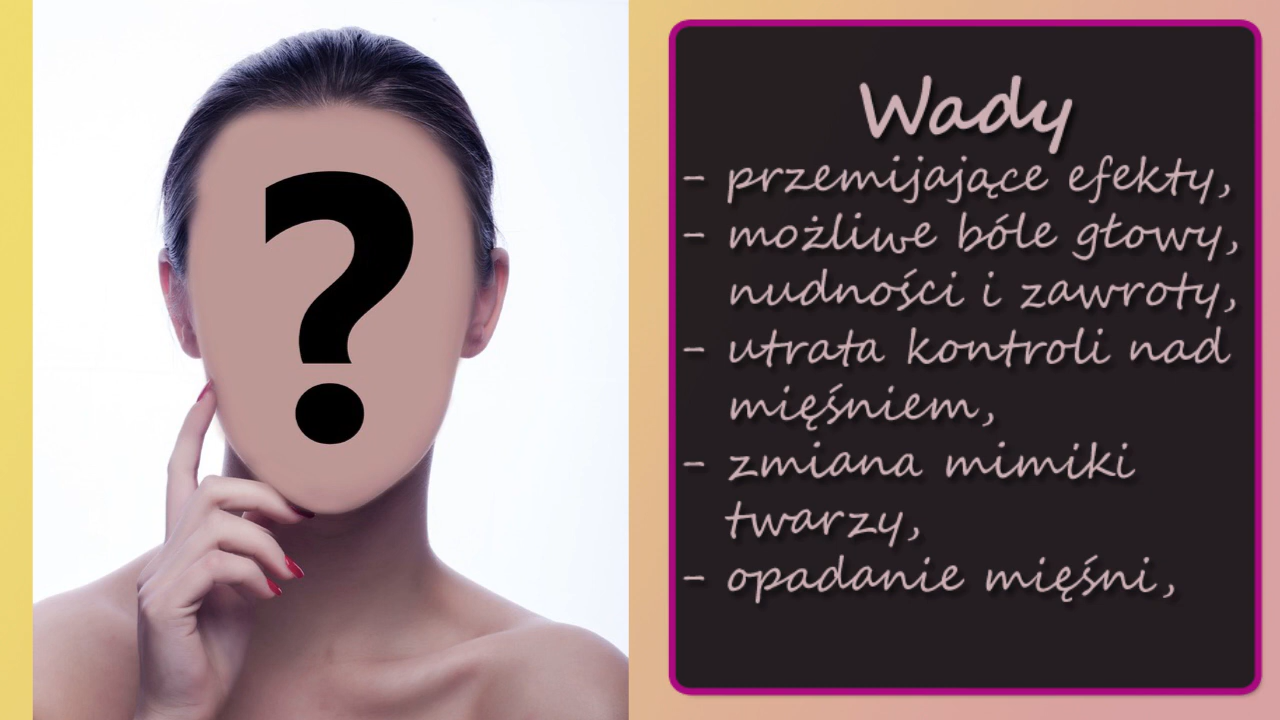 ?
Wady
- przemijające efekty,
- możliwe bóle głowy,
nudności i zawroty,
- utrata kontroli nad
mięśniem,
- zmiana mimiki
twarzy,
- opadanie mięśni,